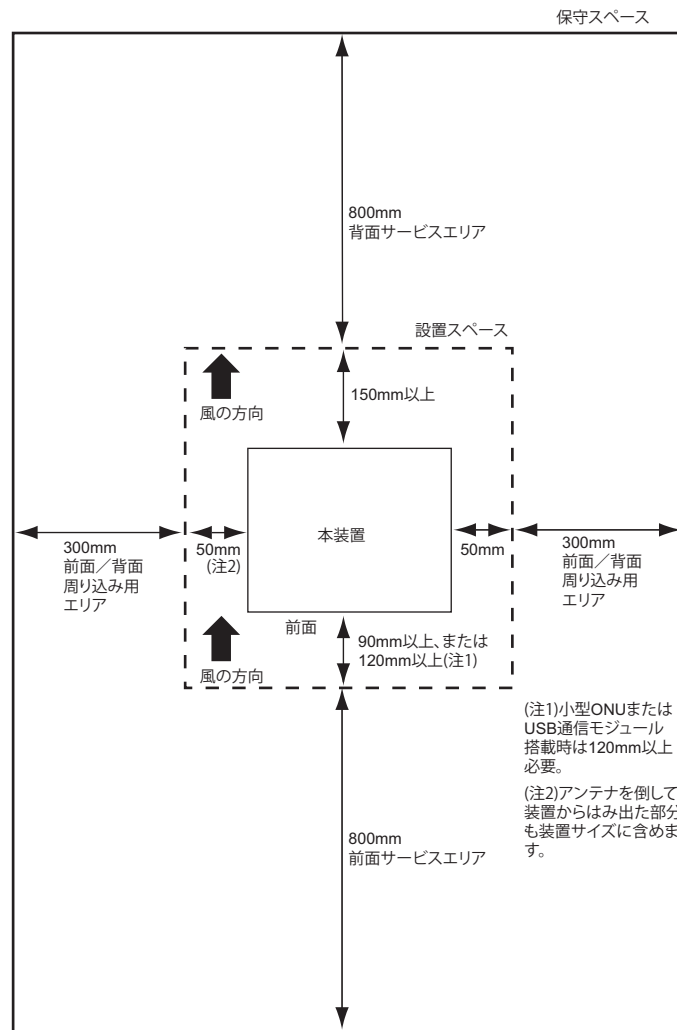 保守スペース
800mm
背面サービスエリア
設置スペース
風の方向
150mm以上
本装置
300mm
前面／背面
周り込み用
エリア
50mm
(注2)
50mm
300mm
前面／背面
周り込み用
エリア
前面
風の方向
90mm以上、または
120mm以上(注1)
(注1)小型ONUまたは
USB通信モジュール
搭載時は120mm以上
必要。
(注2)アンテナを倒して
装置からはみ出た部分
も装置サイズに含めま
す。
800mm
前面サービスエリア